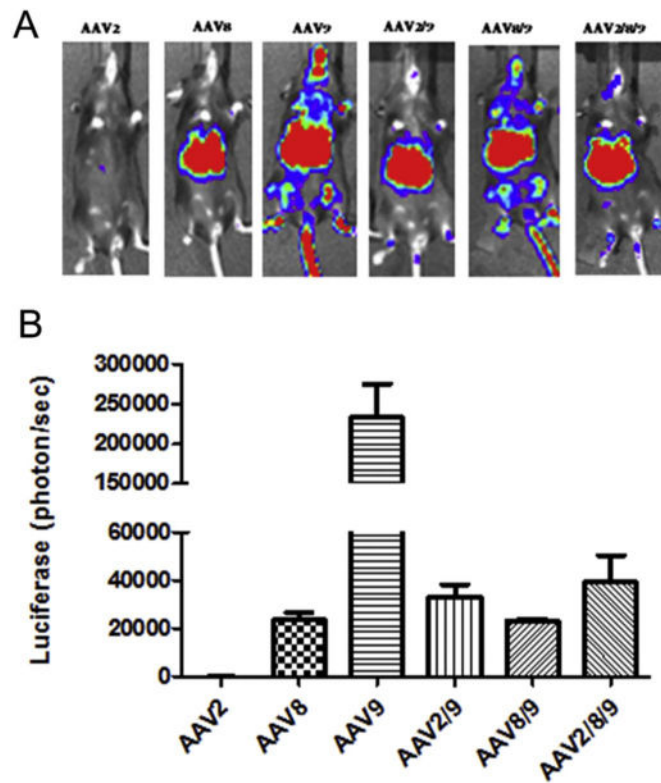 A
AAV2 AAV8 AAV9 AAV2/9 AAV8/9 AAV2/8/9
B
Luciferase (photon/sec)
300000
250000
200000
150000
60000
40000
20000
0
AAV2 AAV8 AAV9 AAV2/9 AAV8/9 AAV2/8/9